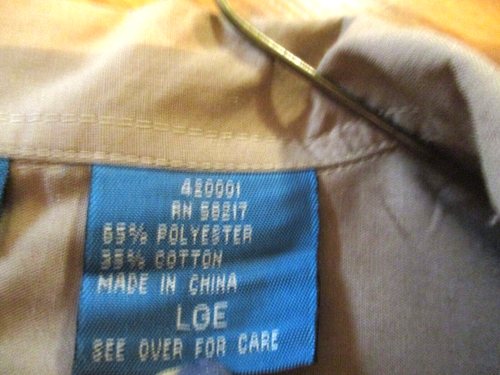 420001
RN 56217
65% POLYESTER
35% COTTON
MADE IN CHINA
LGE
SEE OVER FOR CARE